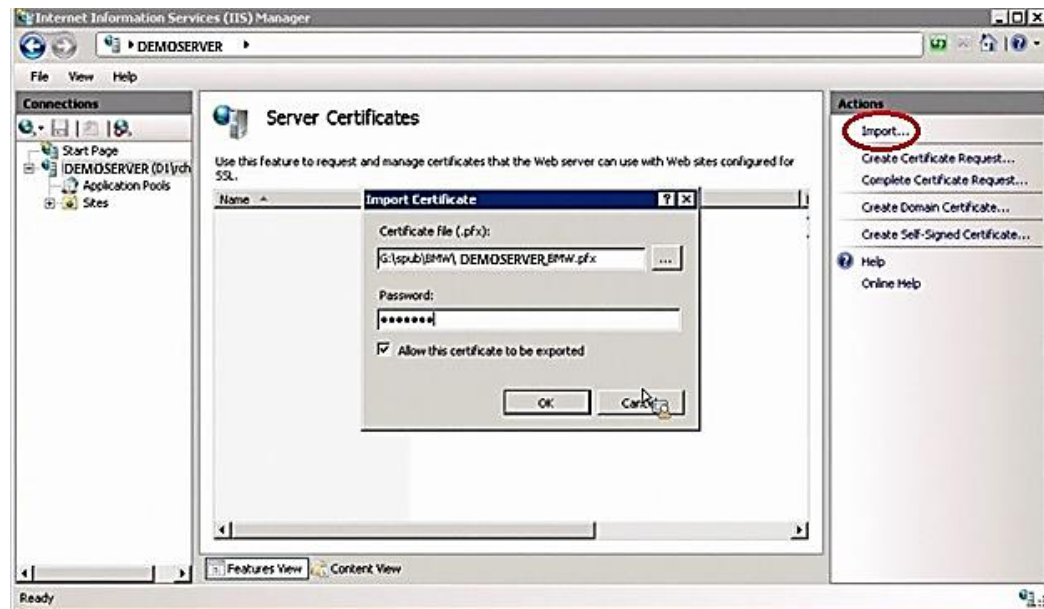 Internet Information Services (IIS) Manager
DEMOSERVER
File View Help
Connections
Start Page
DEMOSERVER (D1\rch
Application Pools
Sites
Server Certificates
Use this feature to request and manage certificates that the Web server can use with Web sites configured for
SSL.
Name
Import Certificate
Certificate file (.pfx):
G:\spub\BMW\ DEMOSERVER_BMW.pfx
...
Password:
Allow this certificate to be exported
OK
Features View Content View
Actions
Import...
Create Certificate Request...
Complete Certificate Request...
Create Domain Certificate...
Create Self-Signed Certificate...
Help
Online Help
Ready